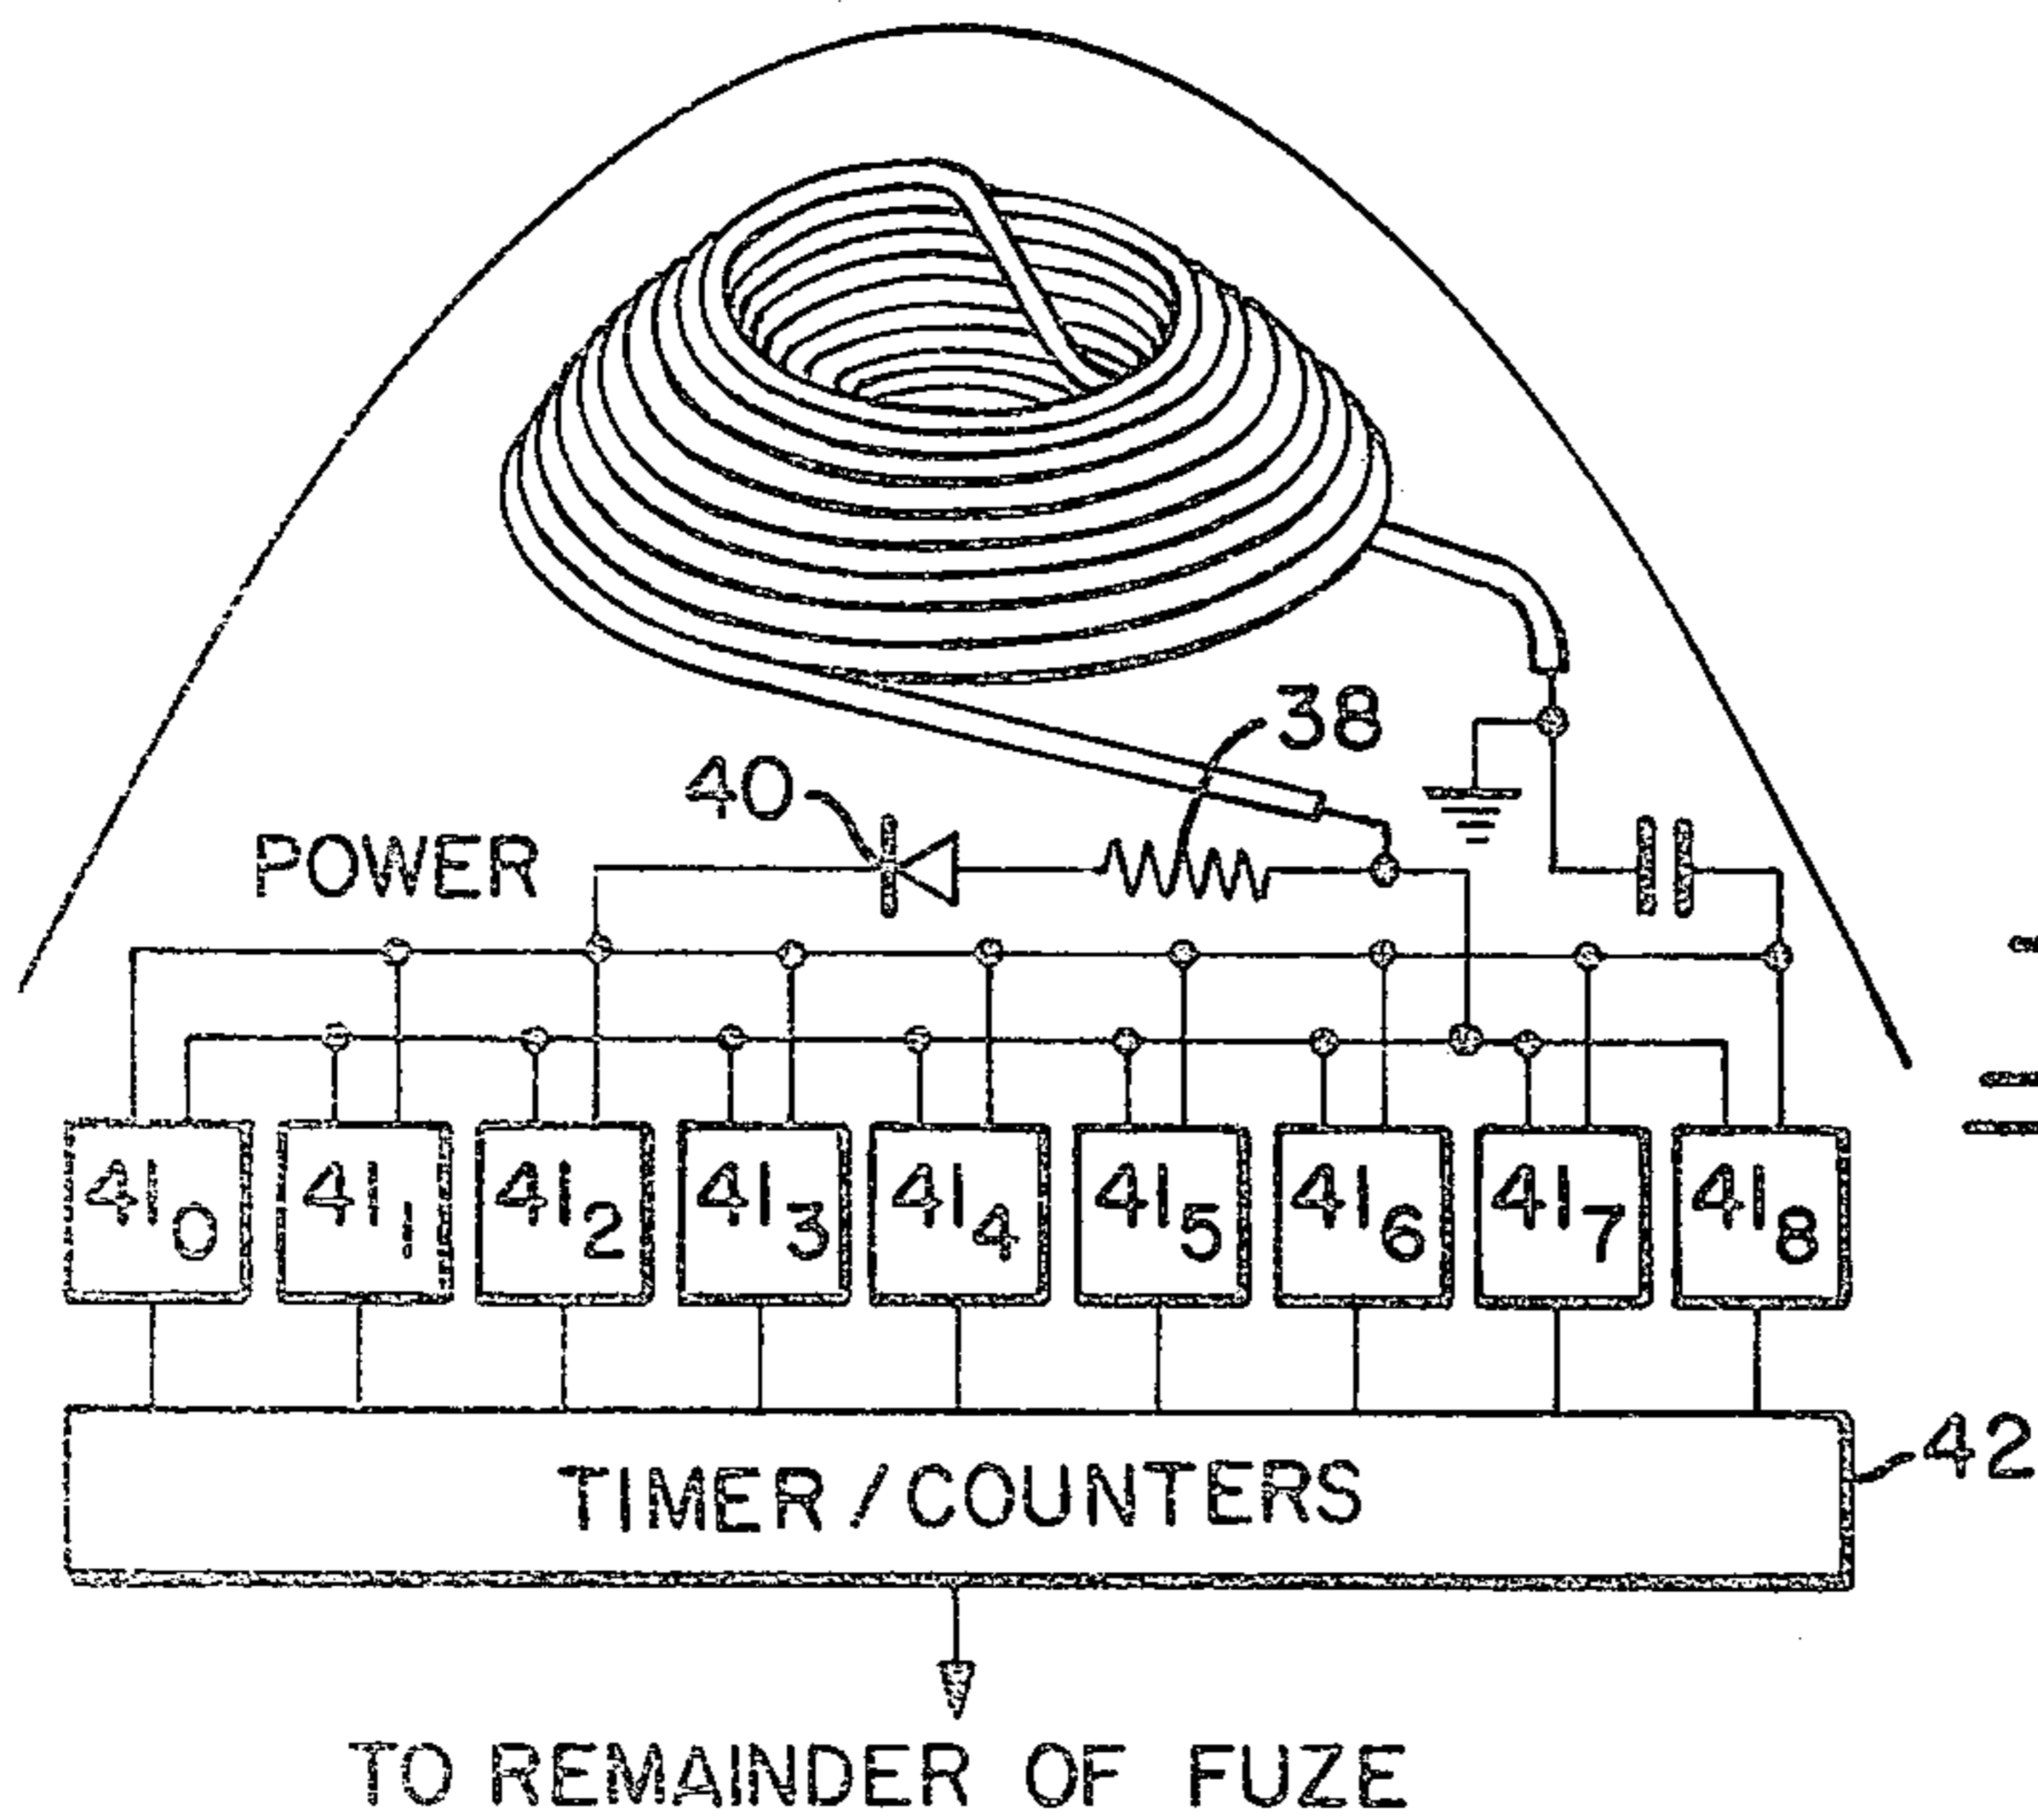 38
40
POWER
41₀ 41₁ 41₂ 41₃ 41₄ 41₅ 41₆ 41₇ 41₈
TIMER/COUNTERS
42
TO REMAINDER OF FUZE